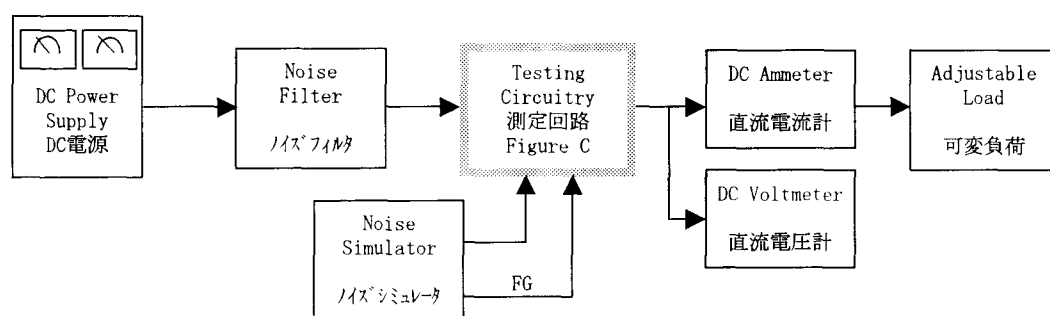 DC Power
Supply
DC電源
Noise
Filter
ﾉｲｽﾞﾌｨﾙﾀ
Testing
Circuitry
測定回路
Figure C
DC Ammeter
直流電流計
Adjustable
Load
可変負荷
DC Voltmeter
直流電圧計
Noise
Simulator
ﾉｲｽﾞｼﾐｭﾚｰﾀ
FG